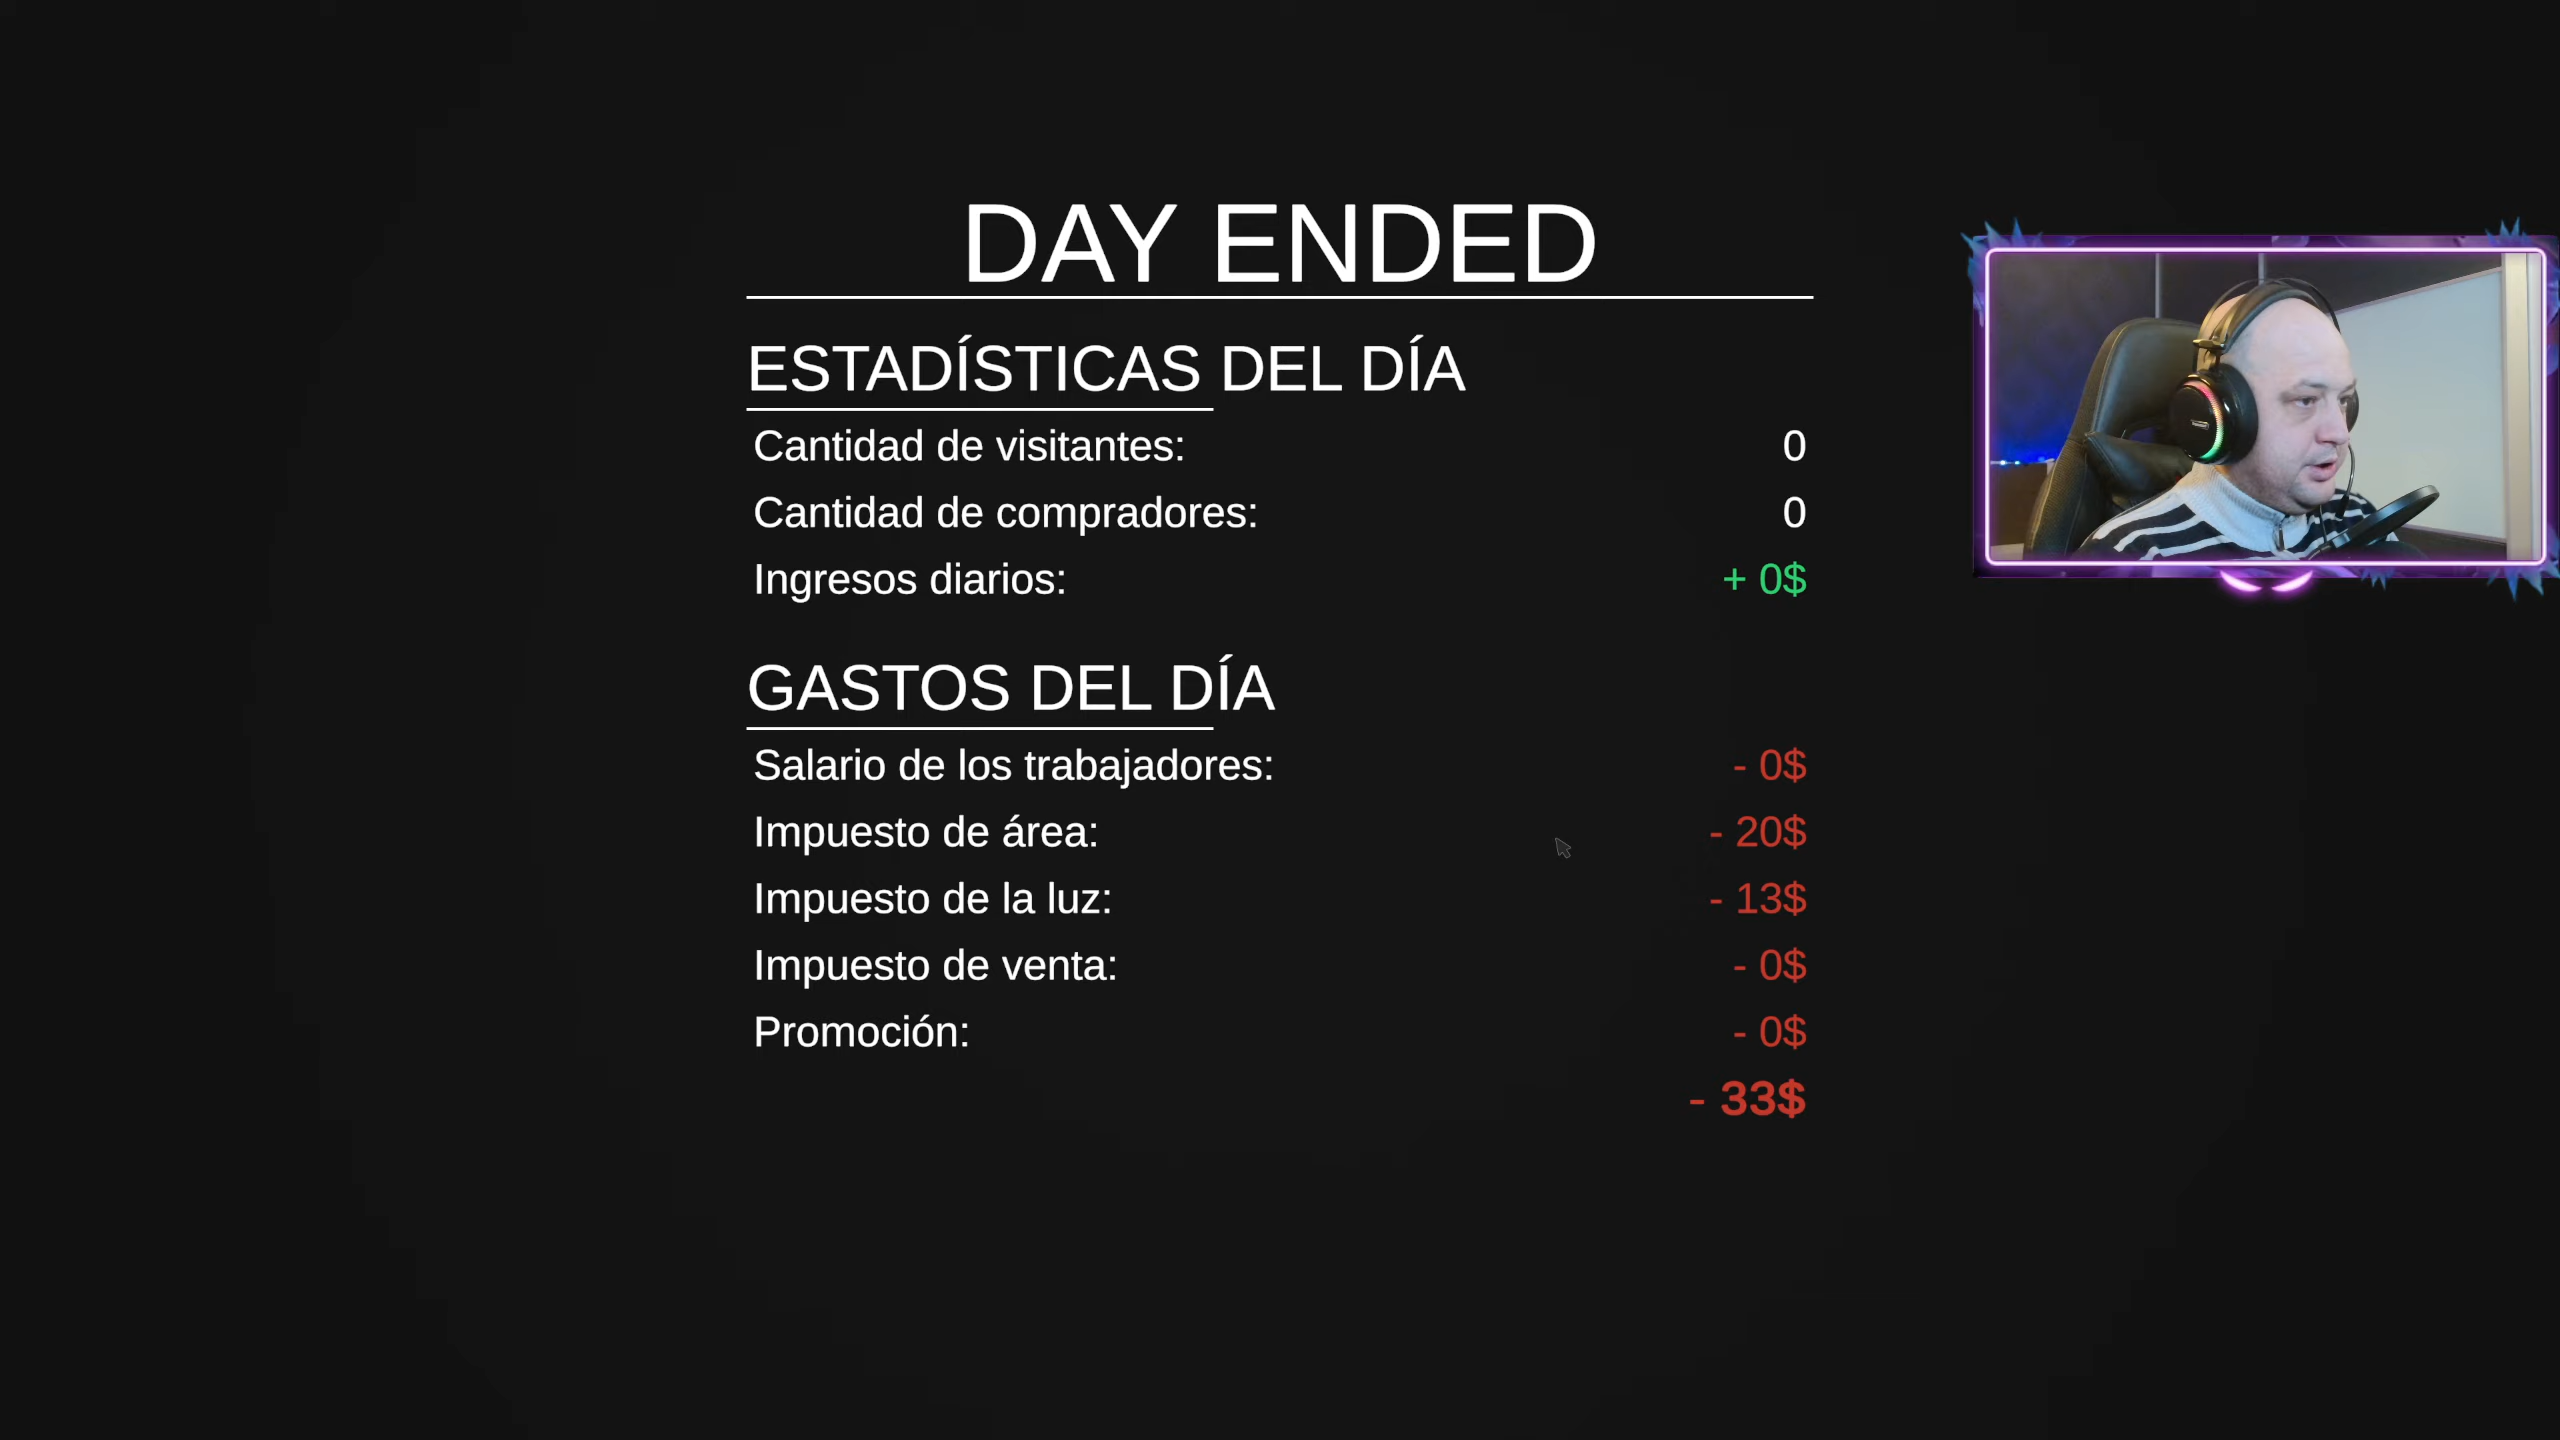 DAY ENDED
ESTADÍSTICAS DEL DÍA
Cantidad de visitantes: 0
Cantidad de compradores: 0
Ingresos diarios: + 0$
GASTOS DEL DÍA
Salario de los trabajadores: - 0$
Impuesto de área: - 20$
Impuesto de la luz: - 13$
Impuesto de venta: - 0$
Promoción: - 0$
- 33$